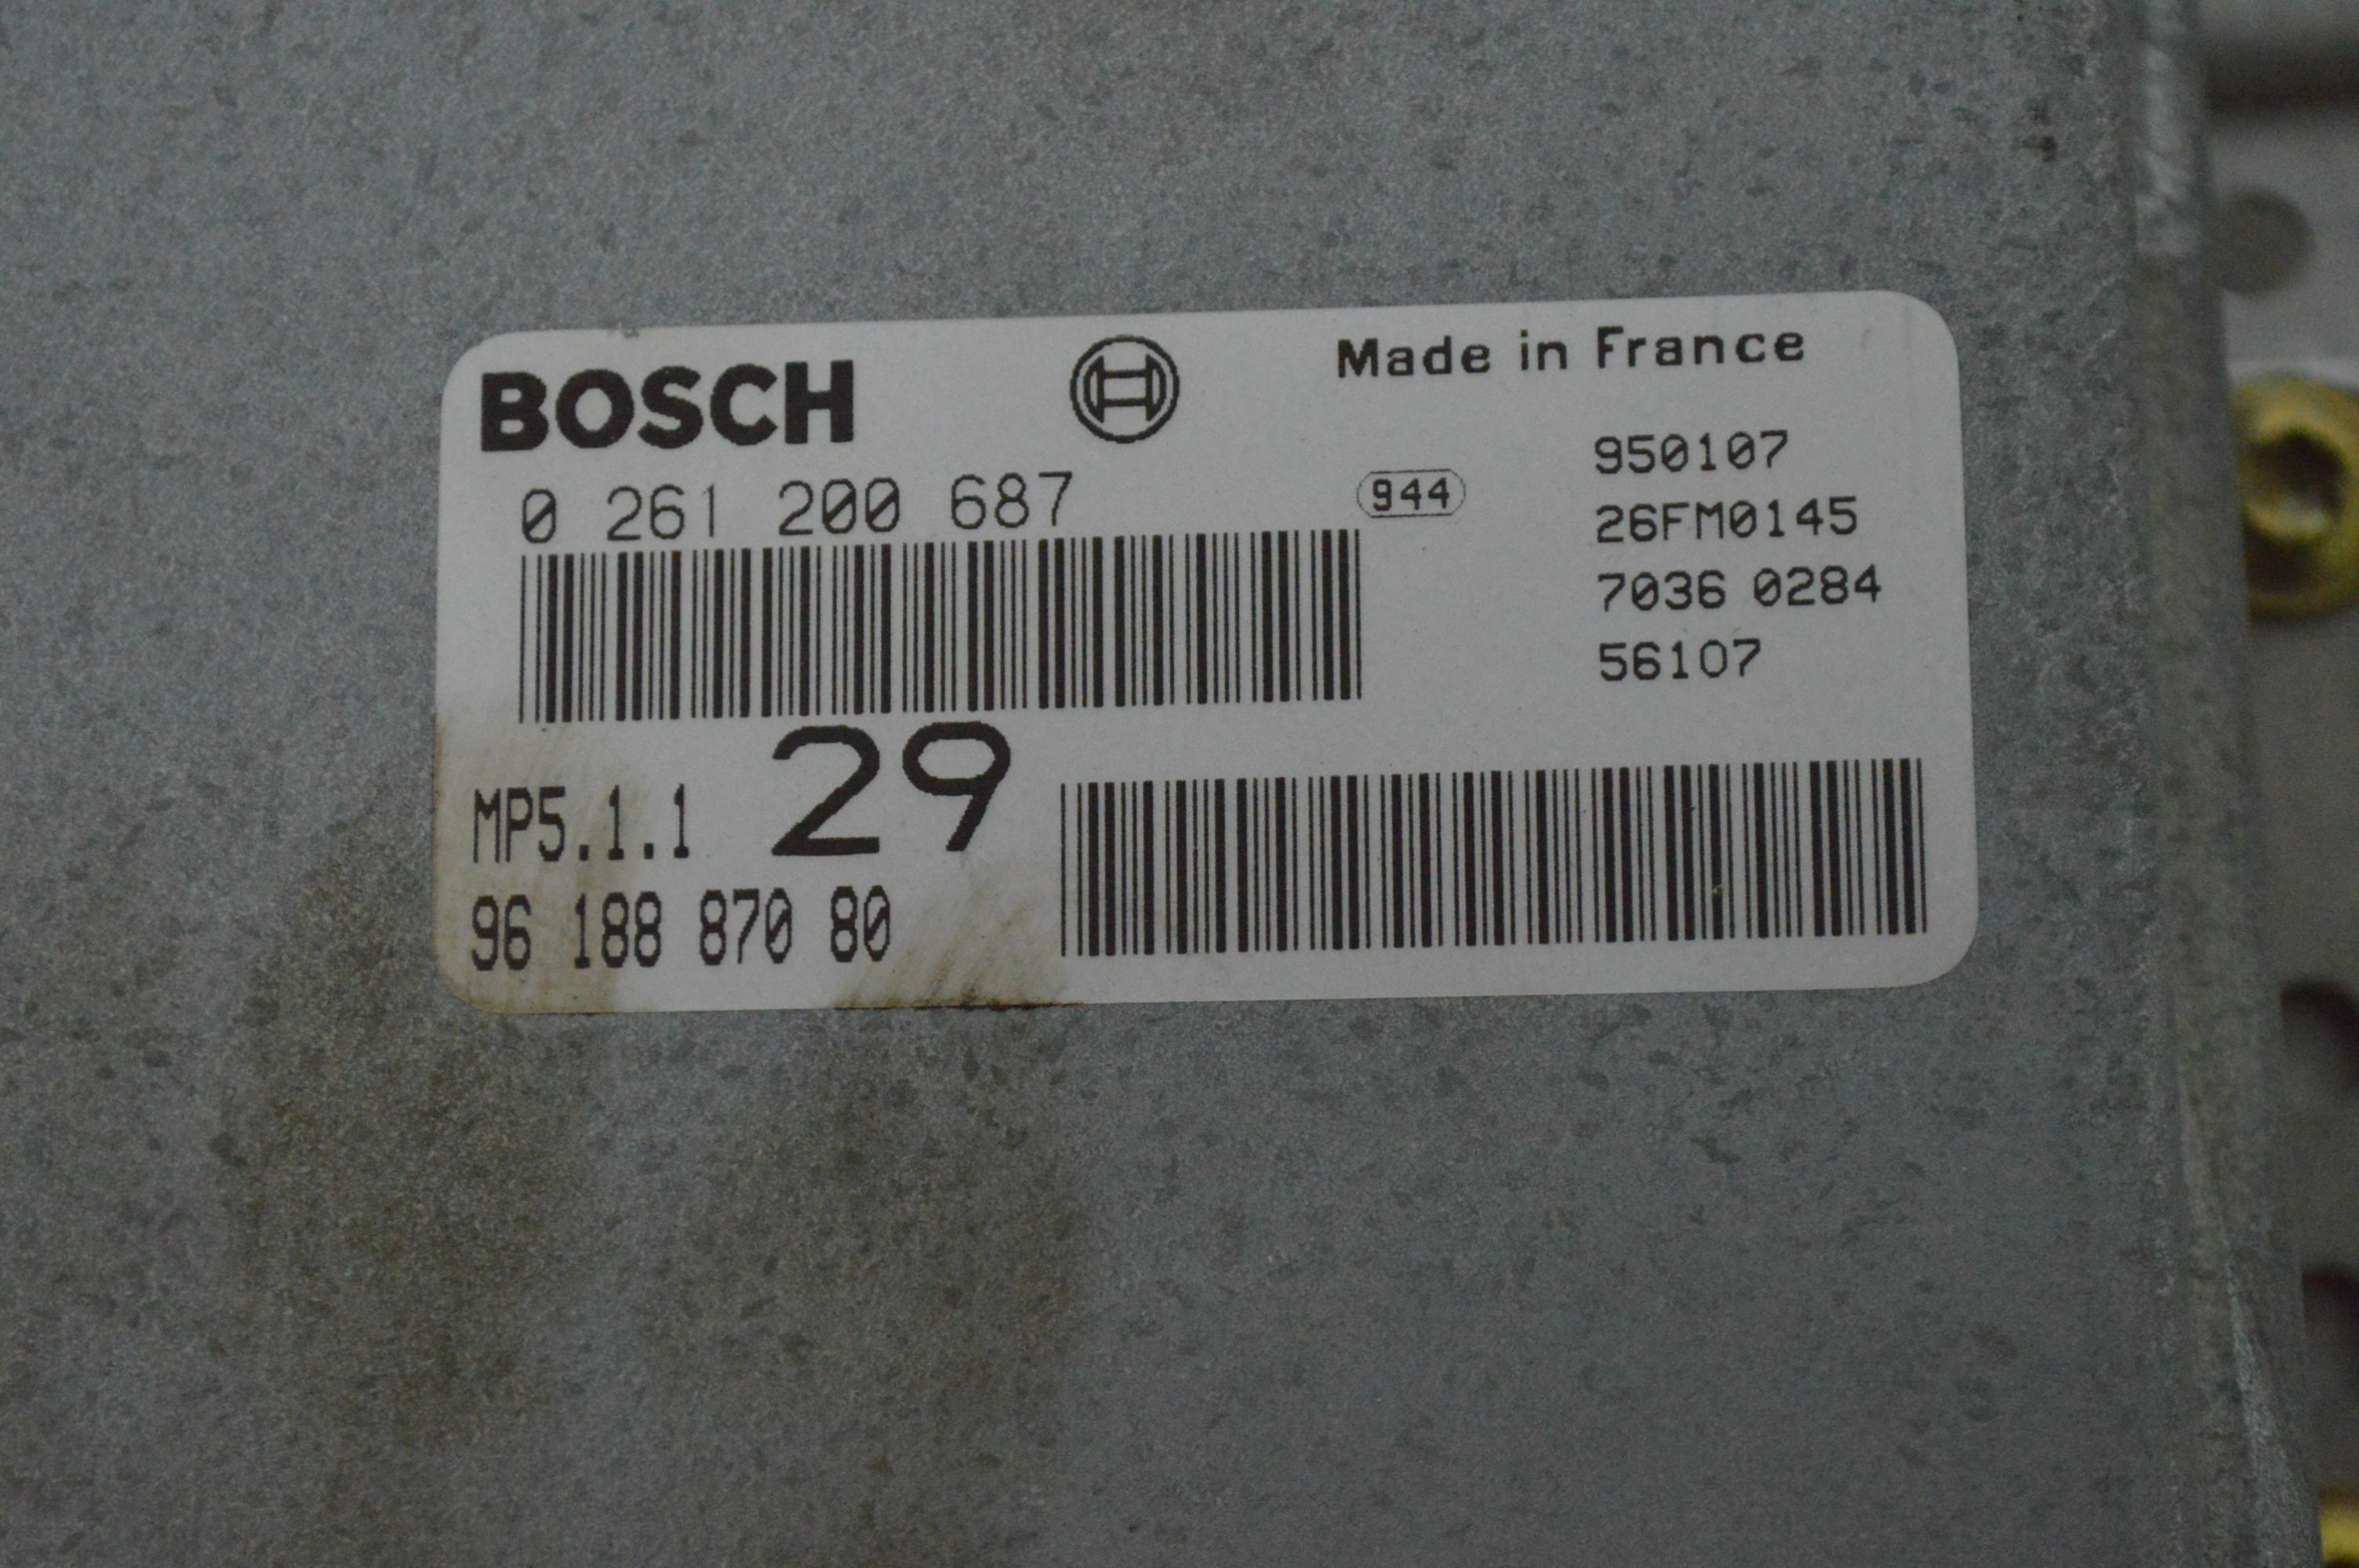 BOSCH
Made in France
0 261 200 687
944
950107
26FM0145
7036 0284
56107
MP5.1.1
29
96 188 870 80